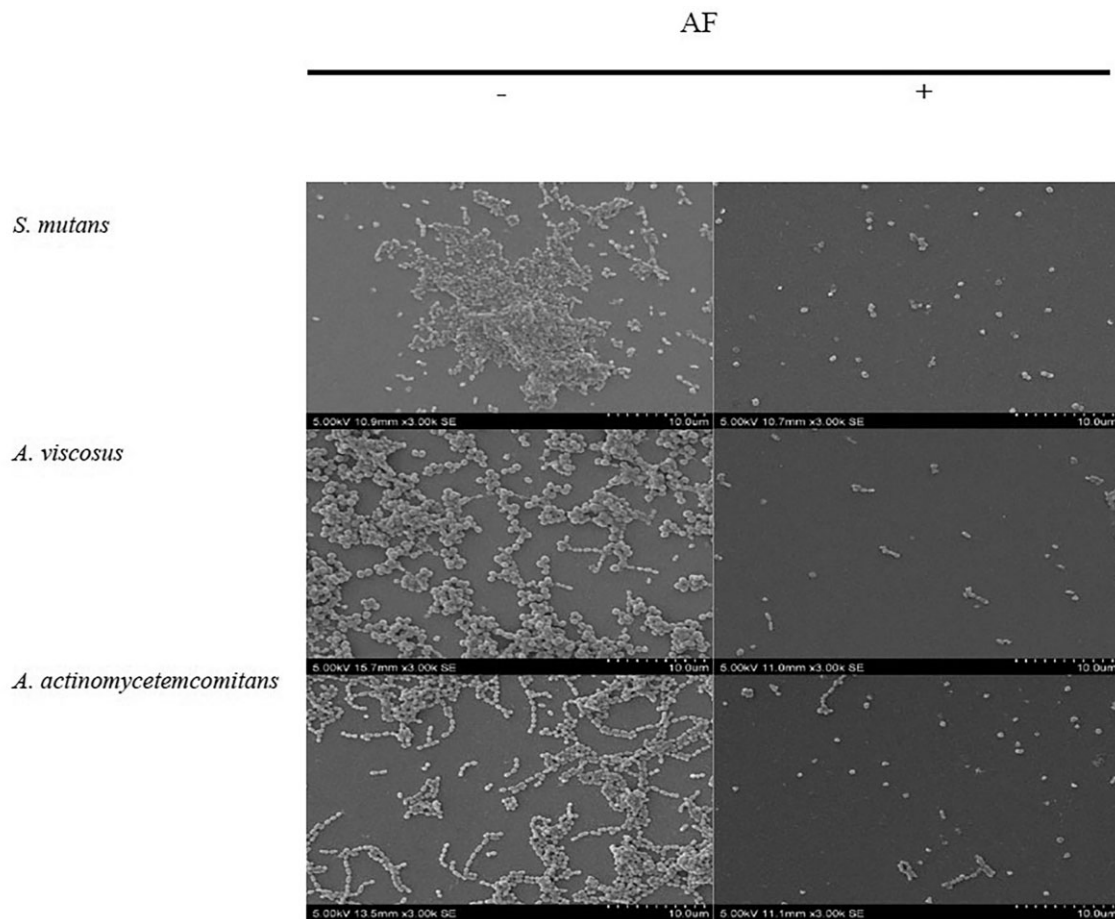 AF
- +
S. mutans
5.00kV 10.9mm x3.00k SE 10.0um
5.00kV 10.7mm x3.00k SE 10.0um
A. viscosus
5.00kV 15.7mm x3.00k SE 10.0um
5.00kV 11.0mm x3.00k SE 10.0um
A. actinomycetemcomitans
5.00kV 13.5mm x3.00k SE 10.0um
5.00kV 11.1mm x3.00k SE 10.0um